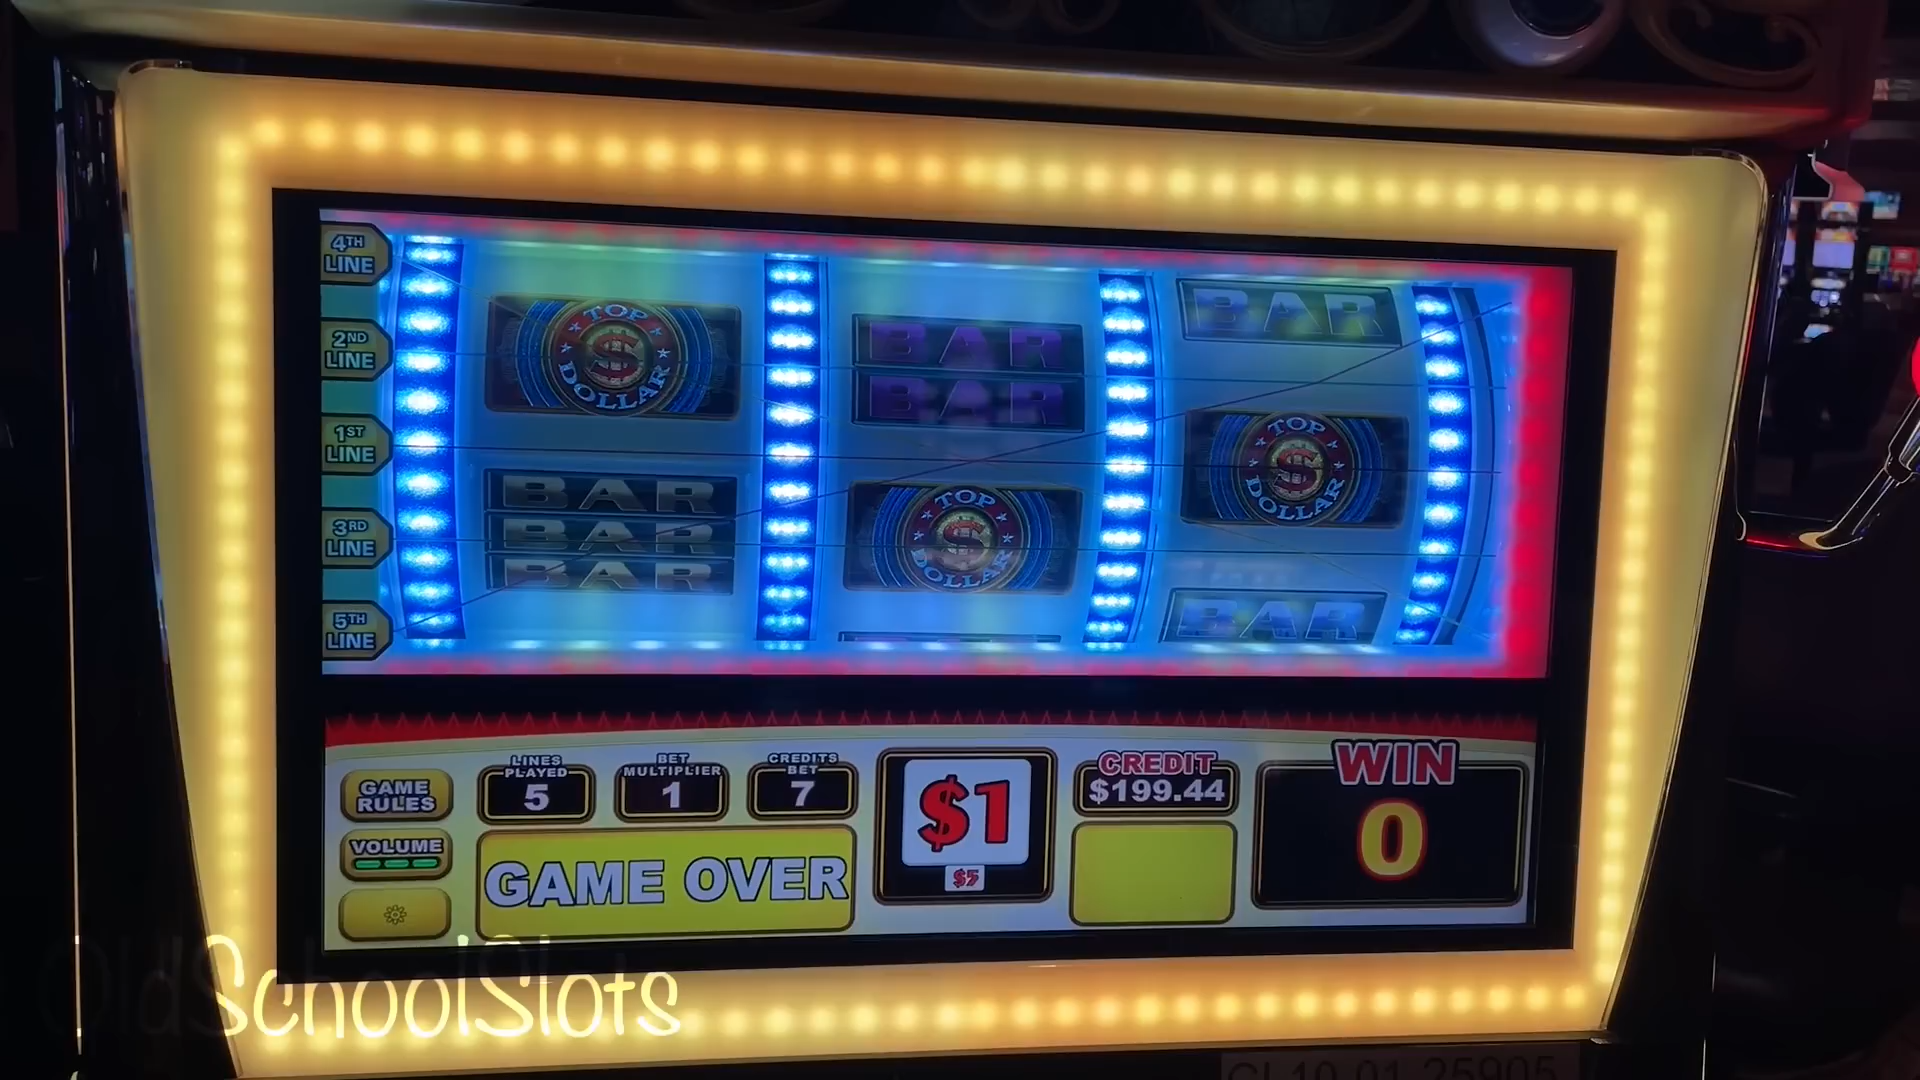 4TH LINE
2ND LINE
1ST LINE
3RD LINE
5TH LINE
TOP $ DOLLAR
BAR
BAR
BAR
BAR
BAR
TOP $ DOLLAR
BAR
TOP $ DOLLAR
BAR
GAME RULES
VOLUME
LINES PLAYED
5
BET MULTIPLIER
1
CREDITS BET
7
GAME OVER
$1
$5
CREDIT
$199.44
WIN
0
OldSchoolSlots